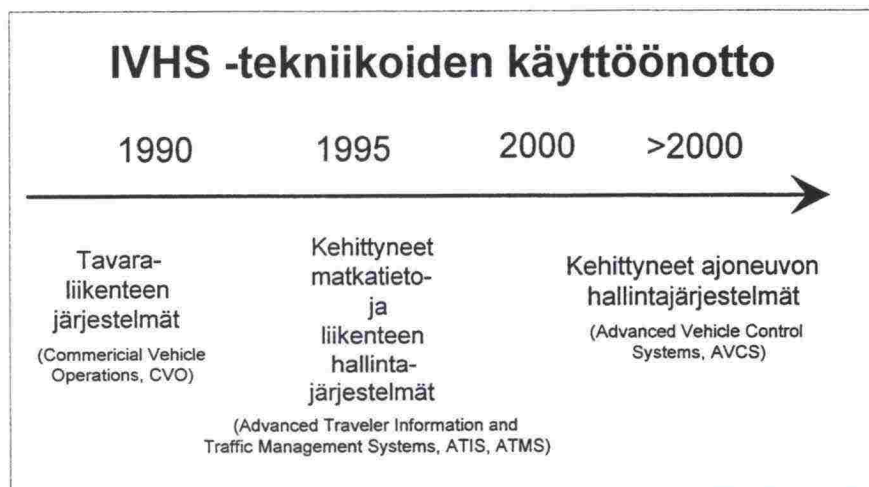 IVHS -tekniikoiden käyttöönotto
1990 1995 2000 >2000
Tavara-
liikenteen
järjestelmät
(Commericial Vehicle
Operations, CVO)
Kehittyneet
matkatieto-
ja
liikenteen
hallinta-
järjestelmät
(Advanced Traveler Information and
Traffic Management Systems, ATIS, ATMS)
Kehittyneet ajoneuvon
hallintajärjestelmät
(Advanced Vehicle Control
Systems, AVCS)